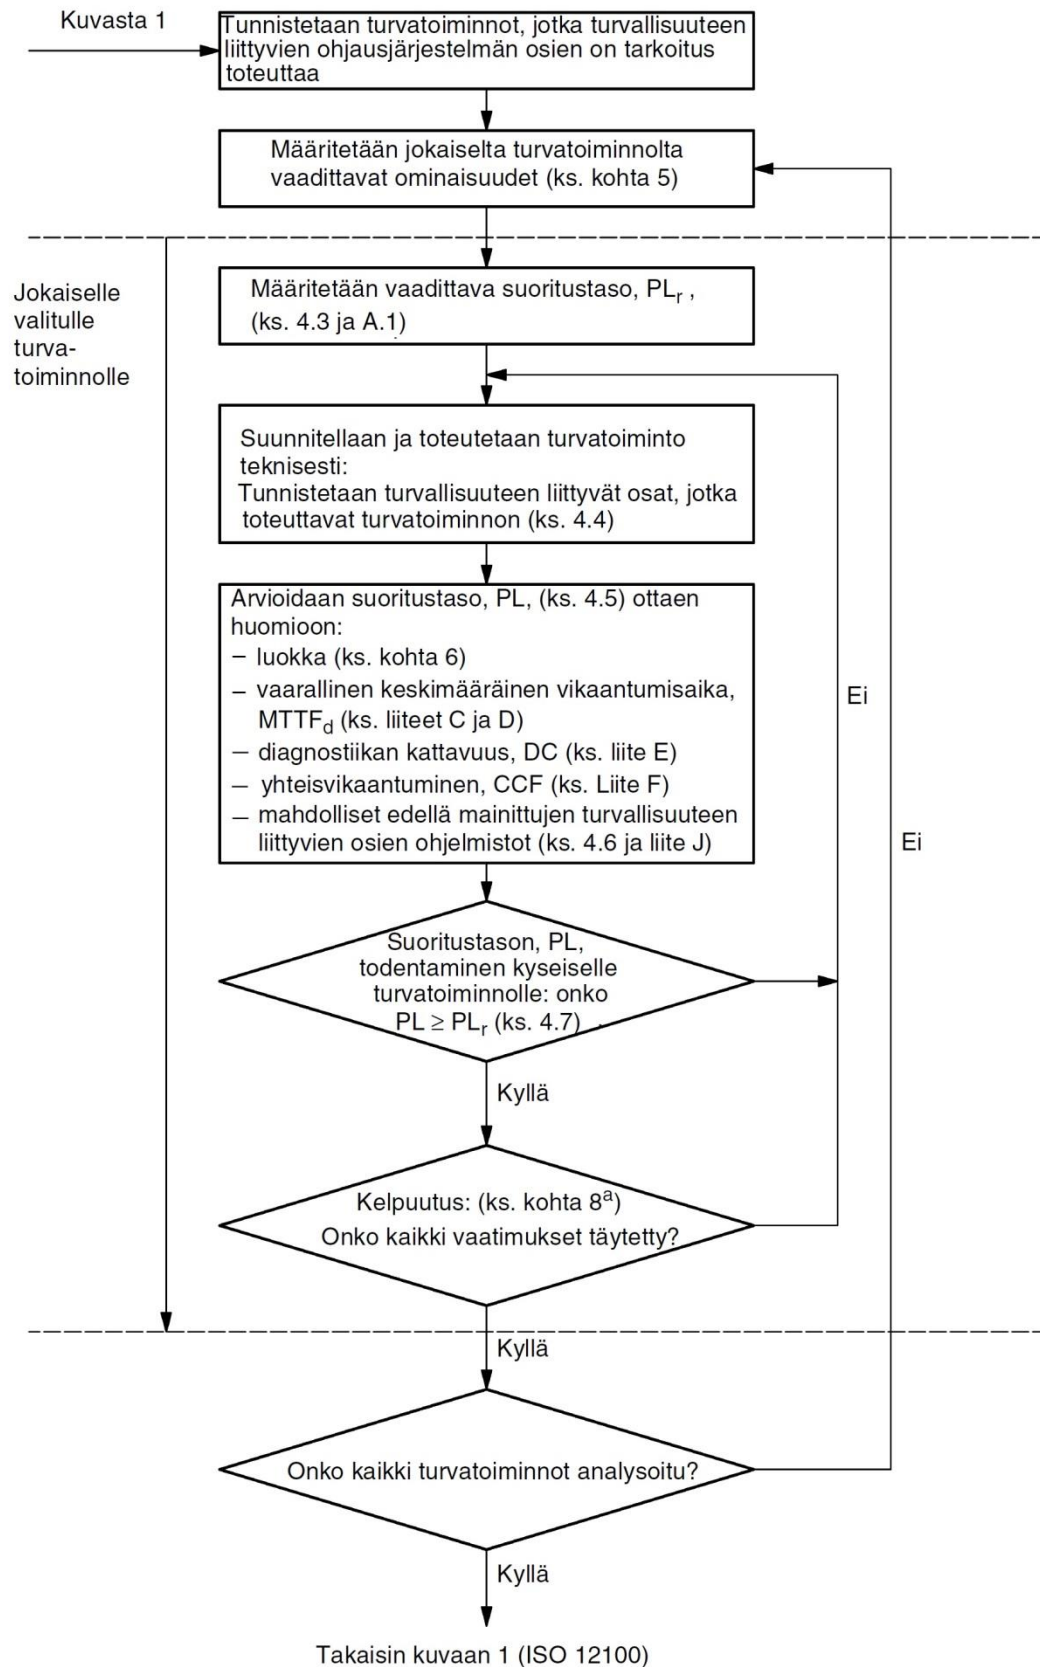 Kuvasta 1
Tunnistetaan turvatoiminnot, jotka turvallisuuteen
liittyvien ohjausjärjestelmän osien on tarkoitus
toteuttaa
Määritetään jokaiselta turvatoiminnolta
vaadittavat ominaisuudet (ks. kohta 5)
Jokaiselle
valitulle
turva-
toiminnolle
Määritetään vaadittava suoritustaso, PLr ,
(ks. 4.3 ja A.1)
Suunnitellaan ja toteutetaan turvatoiminto
teknisesti:
Tunnistetaan turvallisuuteen liittyvät osat, jotka
toteuttavat turvatoiminnon (ks. 4.4)
Arvioidaan suoritustaso, PL, (ks. 4.5) ottaen
huomioon:
– luokka (ks. kohta 6)
– vaarallinen keskimääräinen vikaantumisaika,
MTTFd (ks. liiteet C ja D)
– diagnostiikan kattavuus, DC (ks. liite E)
– yhteisvikaantuminen, CCF (ks. Liite F)
– mahdolliset edellä mainittujen turvallisuuteen
liittyvien osien ohjelmistot (ks. 4.6 ja liite J)
Ei
Ei
Suoritustason, PL,
todentaminen kyseiselle
turvatoiminnolle: onko
PL ≥ PLr (ks. 4.7)
Kyllä
Kelpuutus: (ks. kohta 8a)
Onko kaikki vaatimukset täytetty?
Kyllä
Onko kaikki turvatoiminnot analysoitu?
Kyllä
Takaisin kuvaan 1 (ISO 12100)